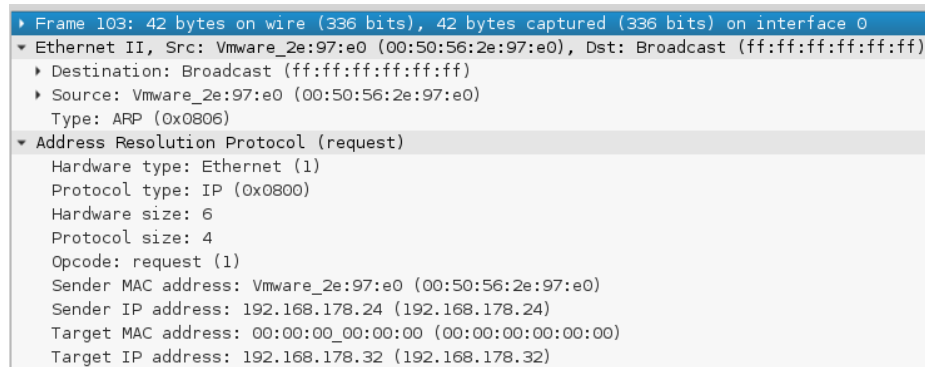 Frame 103: 42 bytes on wire (336 bits), 42 bytes captured (336 bits) on interface 0
Ethernet II, Src: Vmware_2e:97:e0 (00:50:56:2e:97:e0), Dst: Broadcast (ff:ff:ff:ff:ff:ff)
Destination: Broadcast (ff:ff:ff:ff:ff:ff)
Source: Vmware_2e:97:e0 (00:50:56:2e:97:e0)
Type: ARP (0x0806)
Address Resolution Protocol (request)
Hardware type: Ethernet (1)
Protocol type: IP (0x0800)
Hardware size: 6
Protocol size: 4
Opcode: request (1)
Sender MAC address: Vmware_2e:97:e0 (00:50:56:2e:97:e0)
Sender IP address: 192.168.178.24 (192.168.178.24)
Target MAC address: 00:00:00_00:00:00 (00:00:00:00:00:00)
Target IP address: 192.168.178.32 (192.168.178.32)